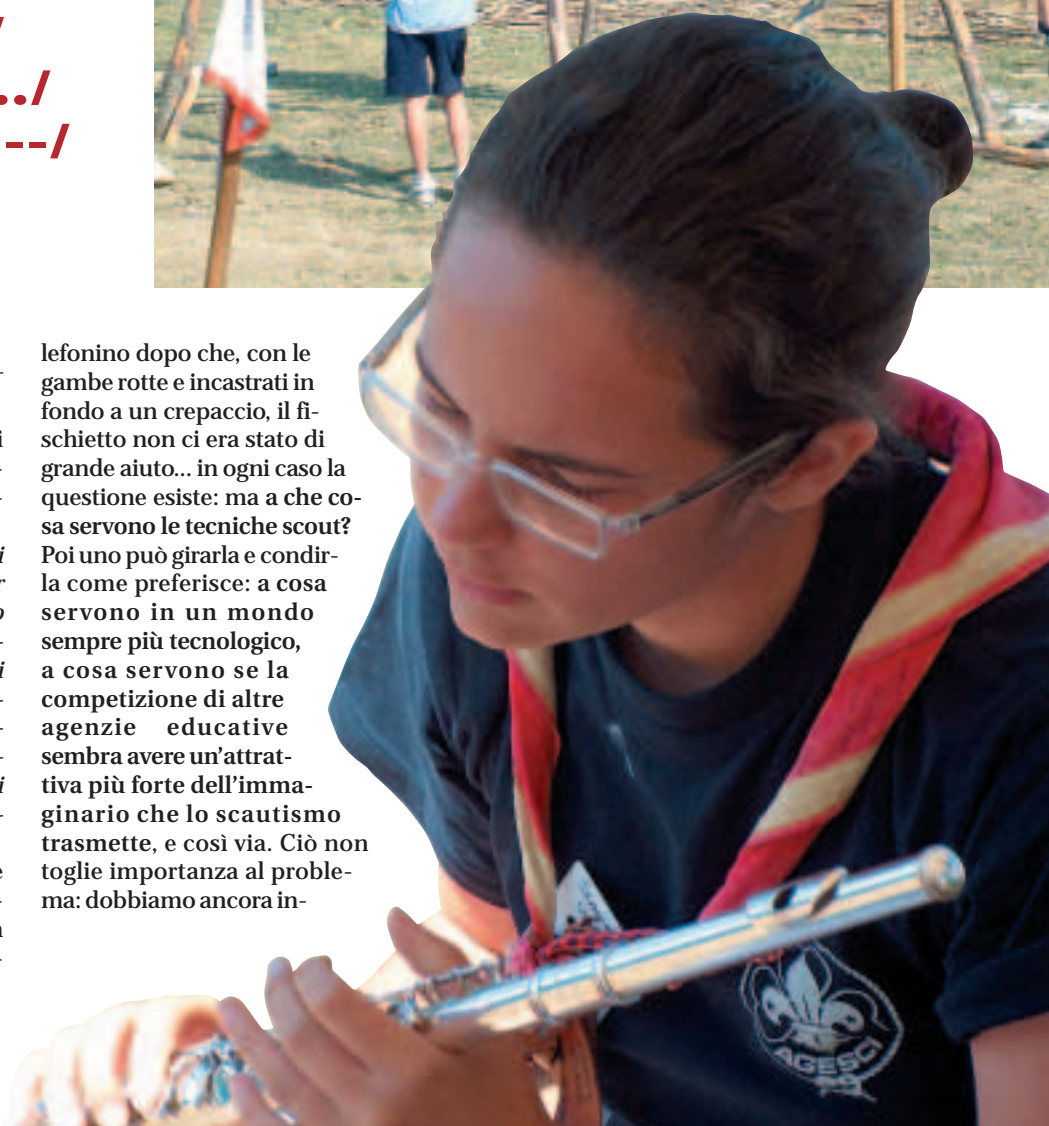 /
../
--/
-
i
-
-
i
r
o
-
i
-
-
-
i
-
e
-
a
-
lefonino dopo che, con le
gambe rotte e incastrati in
fondo a un crepaccio, il fi-
schietto non ci era stato di
grande aiuto... in ogni caso la
questione esiste: ma a che co-
sa servono le tecniche scout?
Poi uno può girarla e condir-
la come preferisce: a cosa
servono in un mondo
sempre più tecnologico,
a cosa servono se la
competizione di altre
agenzie educative
sembra avere un'attrat-
tiva più forte dell'imma-
ginario che lo scautismo
trasmette, e così via. Ciò non
toglie importanza al proble-
ma: dobbiamo ancora in-
AGESCI